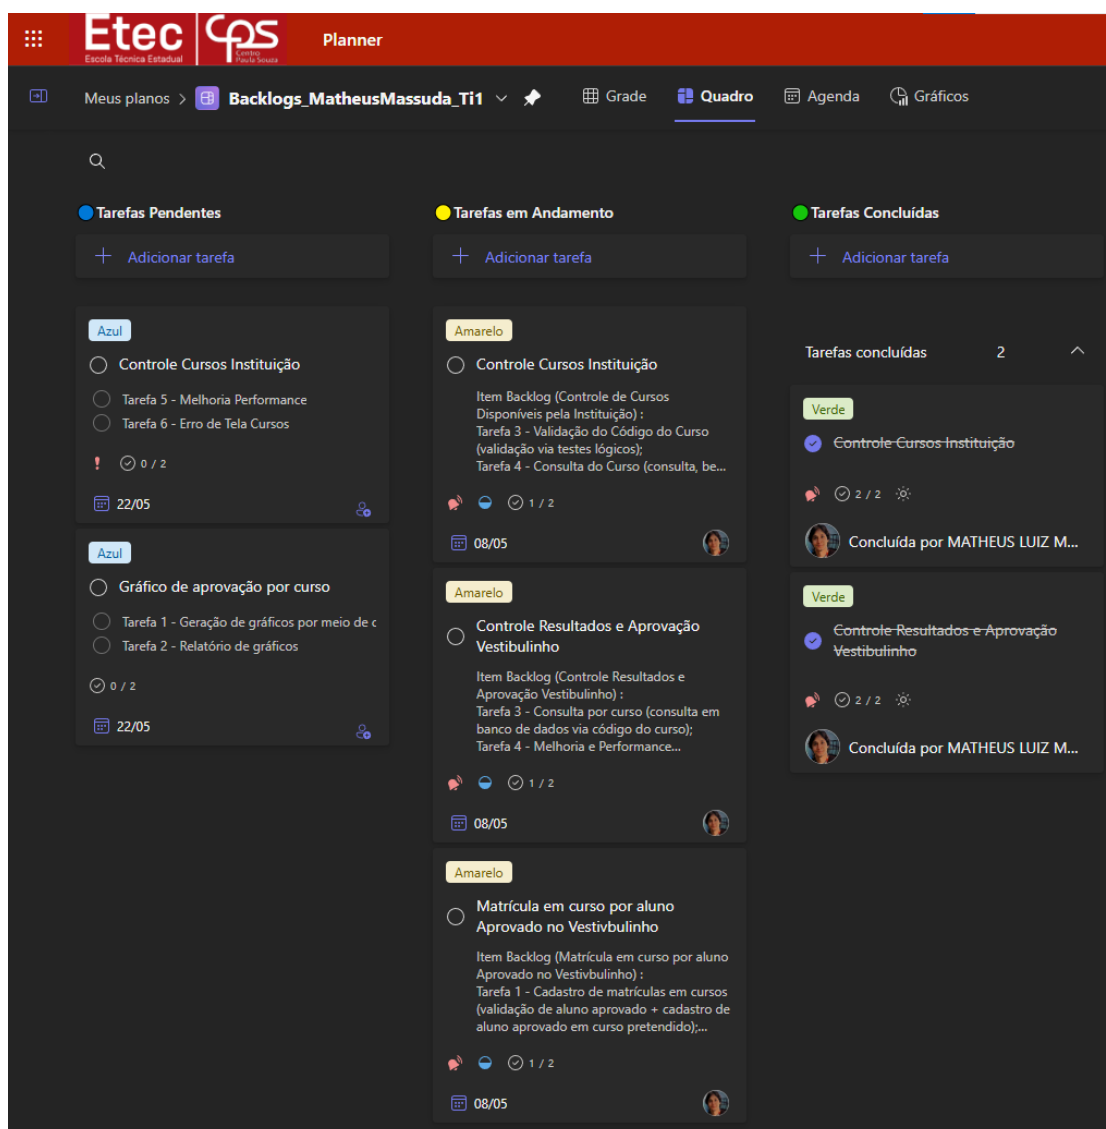 Etec
Escola Técnica Estadual
CPS
Centro
Paula Souza
Planner
Meus planos > Backlogs_MatheusMassuda_Ti1
Grade
Quadro
Agenda
Gráficos
Tarefas Pendentes
Adicionar tarefa
Azul
Controle Cursos Instituição
Tarefa 5 - Melhoria Performance
Tarefa 6 - Erro de Tela Cursos
0 / 2
22/05
Azul
Gráfico de aprovação por curso
Tarefa 1 - Geração de gráficos por meio de c
Tarefa 2 - Relatório de gráficos
0 / 2
22/05
Tarefas em Andamento
Adicionar tarefa
Amarelo
Controle Cursos Instituição
Item Backlog (Controle de Cursos
Disponíveis pela Instituição) :
Tarefa 3 - Validação do Código do Curso
(validação via testes lógicos);
Tarefa 4 - Consulta do Curso (consulta, be...
1 / 2
08/05
Amarelo
Controle Resultados e Aprovação
Vestibulinho
Item Backlog (Controle Resultados e
Aprovação Vestibulinho) :
Tarefa 3 - Consulta por curso (consulta em
banco de dados via código do curso);
Tarefa 4 - Melhoria e Performance...
1 / 2
08/05
Amarelo
Matrícula em curso por aluno
Aprovado no Vestivbulinho
Item Backlog (Matrícula em curso por aluno
Aprovado no Vestivbulinho) :
Tarefa 1 - Cadastro de matrículas em cursos
(validação de aluno aprovado + cadastro de
aluno aprovado em curso pretendido);...
1 / 2
08/05
Tarefas Concluídas
Adicionar tarefa
Tarefas concluídas 2
Verde
Controle Cursos Instituição
2 / 2
Concluída por MATHEUS LUIZ M...
Verde
Controle Resultados e Aprovação
Vestibulinho
2 / 2
Concluída por MATHEUS LUIZ M...